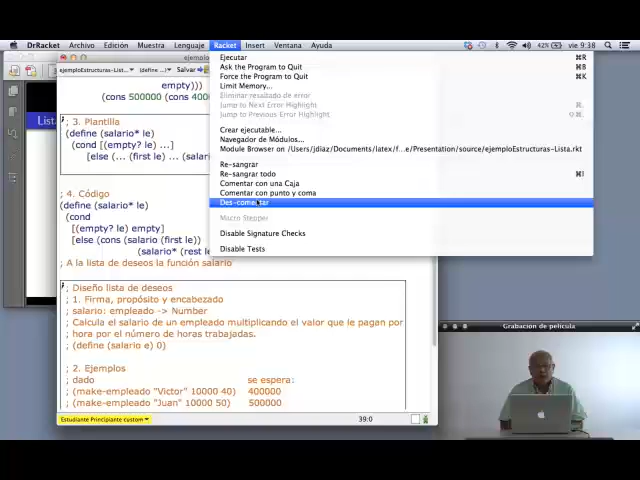 DrRacket Archivo Edición Muestra Lenguaje Racket Insert Ventana Ayuda 42% vie 9:38
ejemploEstructuras-List... (define ... Salvar
empty)))
(cons 500000 (cons
; 3. Plantilla
(define (salario* le)
(cond [(empty? le) ...]
[else (... (first le) ...
; 4. Código
(define (salario* le)
(cond
[(empty? le) empty]
[else (cons (salario (first le
(salario* (rest le
; A la lista de deseos la función salario
; Diseño lista de deseos
; 1. Firma, propósito y encabezado
; salario: empleado -> Number
; Calcula el salario de un empleado multiplicando el valor que le pagan por
; hora por el número de horas trabajadas.
; (define (salario e) 0)
; 2. Ejemplos
; dado se espera:
; (make-empleado "Victor" 10000 40) 400000
; (make-empleado "Juan" 10000 50) 500000
Estudiante Principiante custom 39:0
Ejecutar ⌘R
Ask the Program to Quit ⌘B
Force the Program to Quit ⌘K
Limit Memory...
Eliminar resaltado de error
Jump to Next Error Highlight
Jump to Previous Error Highlight
Crear ejecutable...
Navegador de Módulos...
Module Browser on /Users/jdiaz/Documents/latex/f...e/Presentation/source/ejemploEstructuras-Lista.rkt
Re-sangrar
Re-sangrar todo ⌘I
Comentar con una Caja
Comentar con punto y coma
Des-comentar
Macro Stepper
Disable Signature Checks
Disable Tests
Grabación de película